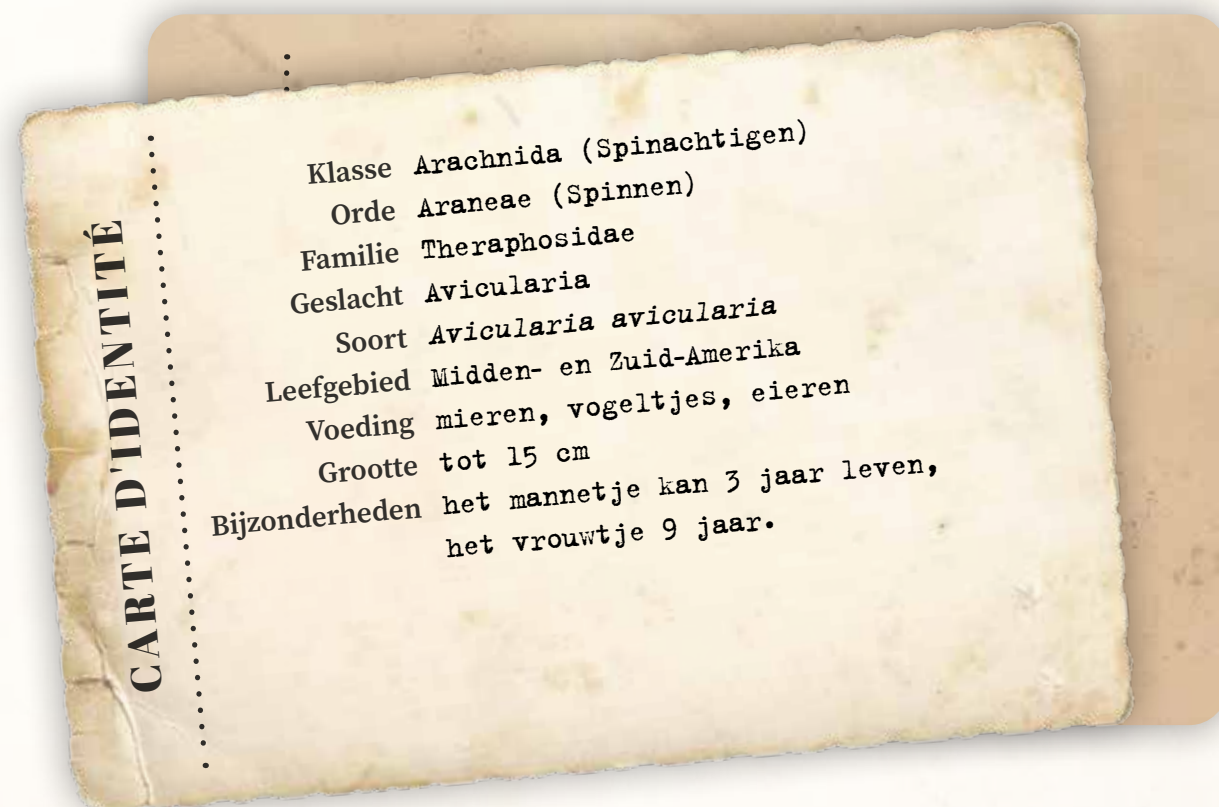 CARTE D'IDENTITÉ
Klasse Arachnida (Spinachtigen)
Orde Araneae (Spinnen)
Familie Theraphosidae
Geslacht Avicularia
Soort Avicularia avicularia
Leefgebied Midden- en Zuid-Amerika
Voeding mieren, vogeltjes, eieren
Grootte tot 15 cm
Bijzonderheden het mannetje kan 3 jaar leven,
het vrouwtje 9 jaar.